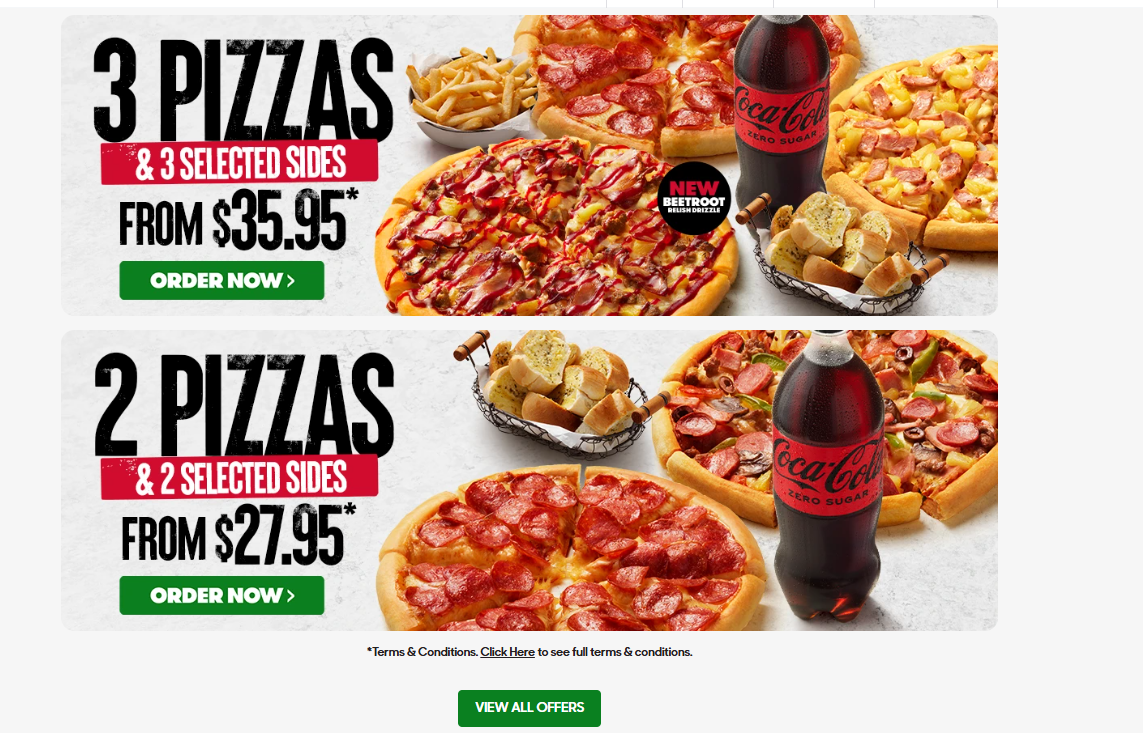 3 PIZZAS
& 3 SELECTED SIDES
FROM $35.95*
ORDER NOW >
NEW
BEETROOT
RELISH DRIZZLE
Coca-Cola
ZERO SUGAR
2 PIZZAS
& 2 SELECTED SIDES
FROM $27.95*
ORDER NOW >
Coca-Cola
ZERO SUGAR
*Terms & Conditions. Click Here to see full terms & conditions.
VIEW ALL OFFERS